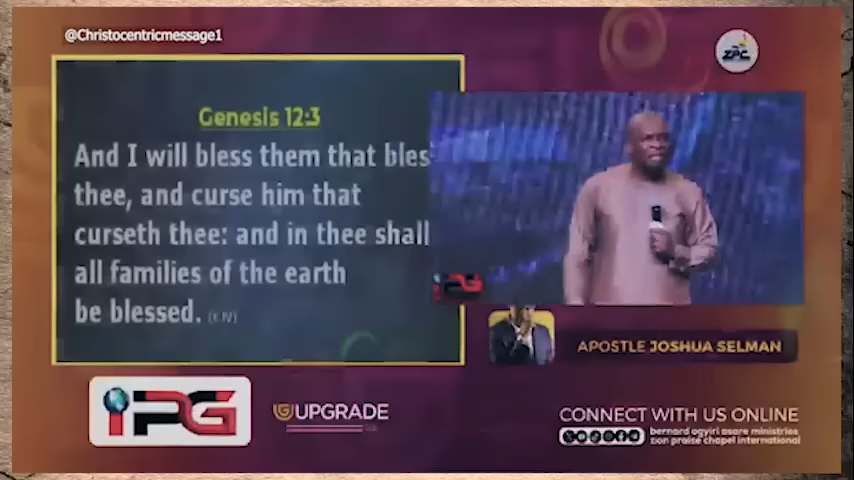 @Christocentricmessage1
ZPC
Genesis 12:3
And I will bless them that bles
thee, and curse him that
curseth thee: and in thee shall
all families of the earth
be blessed. (KJV)
iPG
APOSTLE JOSHUA SELMAN
iPG
UPGRADE
CONNECT WITH US ONLINE
bernard ogyiri asare ministries
zion praise chapel international